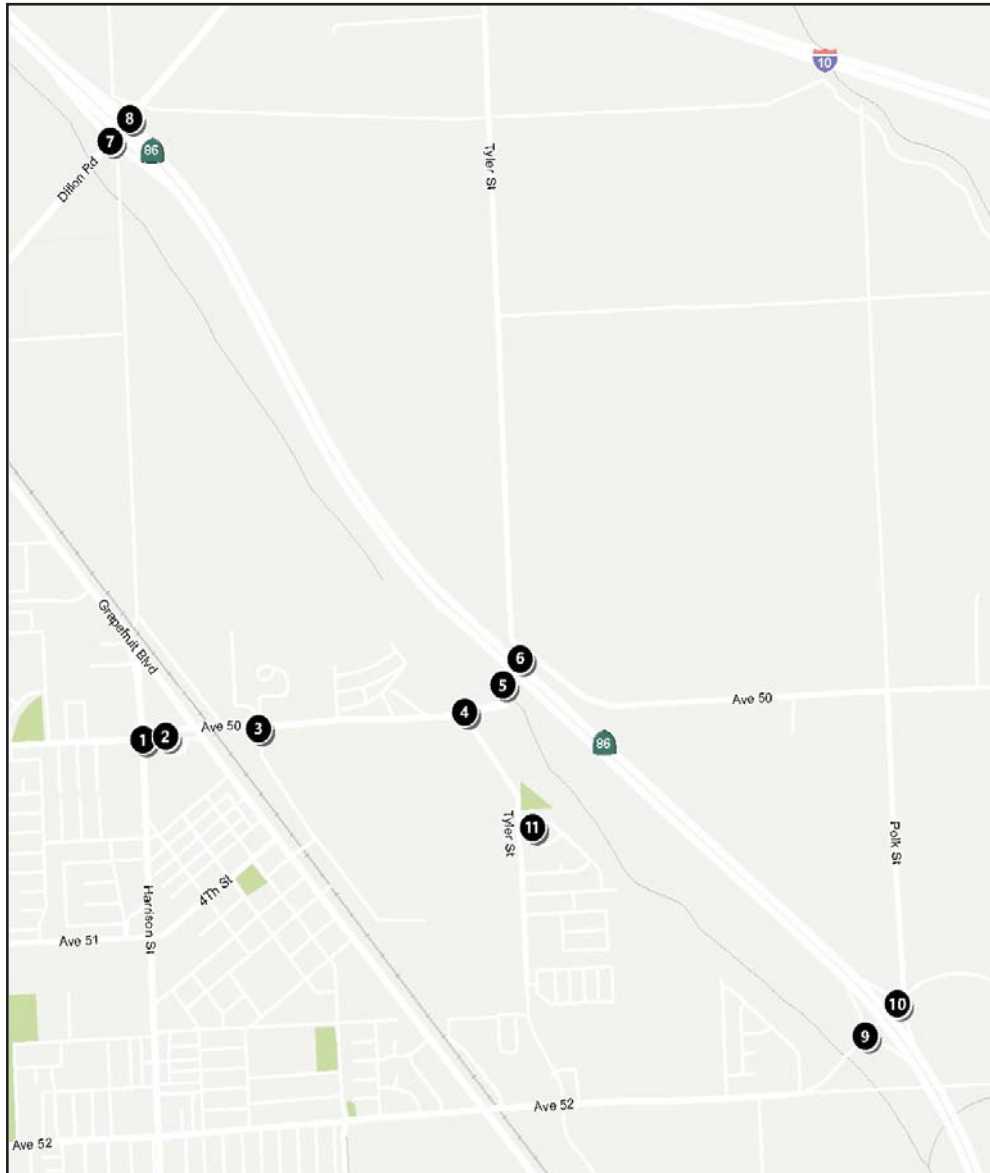 10
8
7
86
Dillon Rd
Tyler St
Grapefruit Blvd
6
5
Ave 50
4
Ave 50
3
2
1
86
11
Tyler St
Polk St
4Th St
Harrison St
Ave 51
10
9
Ave 52
Ave 52